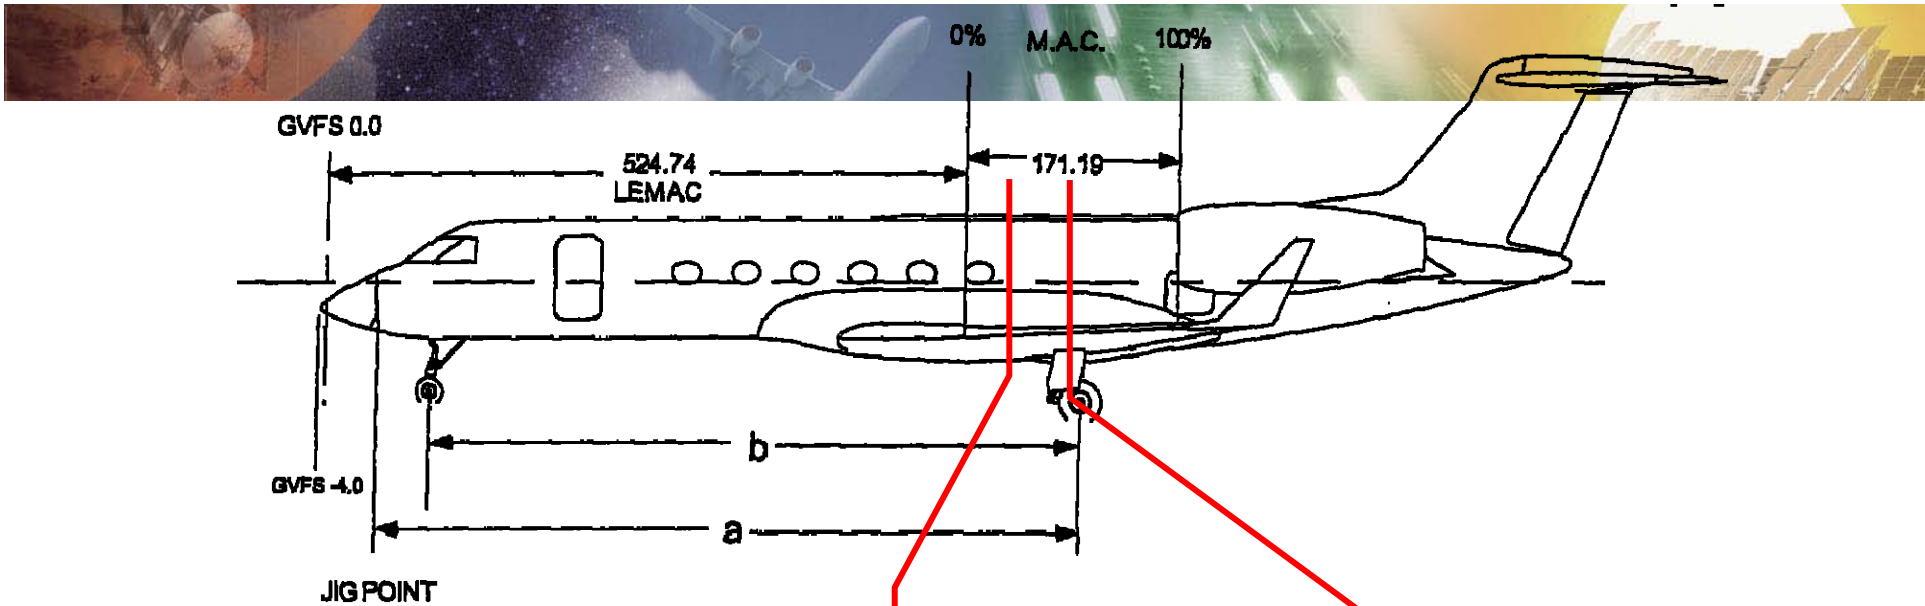 0% M.A.C. 100%
GVFS 0.0
524.74
LEMAC
171.19
b
GVFS -4.0
a
JIG POINT